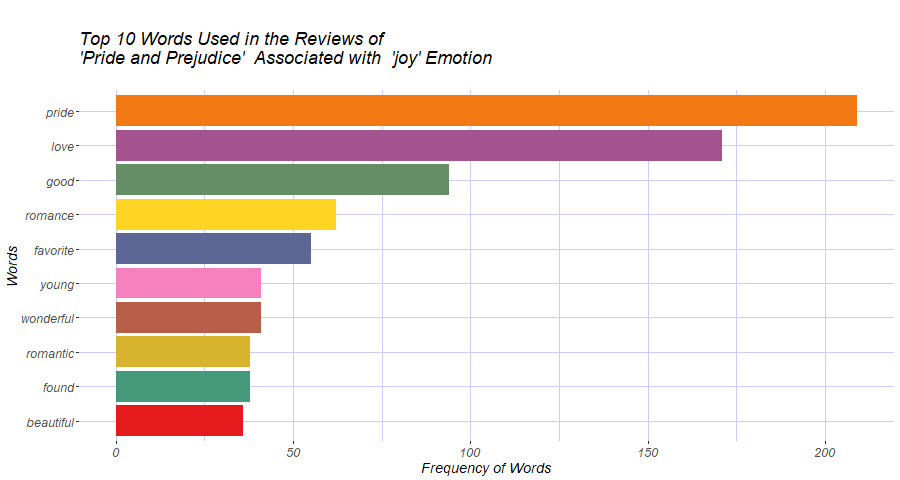 Top 10 Words Used in the Reviews of
'Pride and Prejudice'  Associated with  'joy' Emotion
pride
love
good
romance
favorite
young
wonderful
romantic
found
beautiful
Words
0 50 100 150 200
Frequency of Words